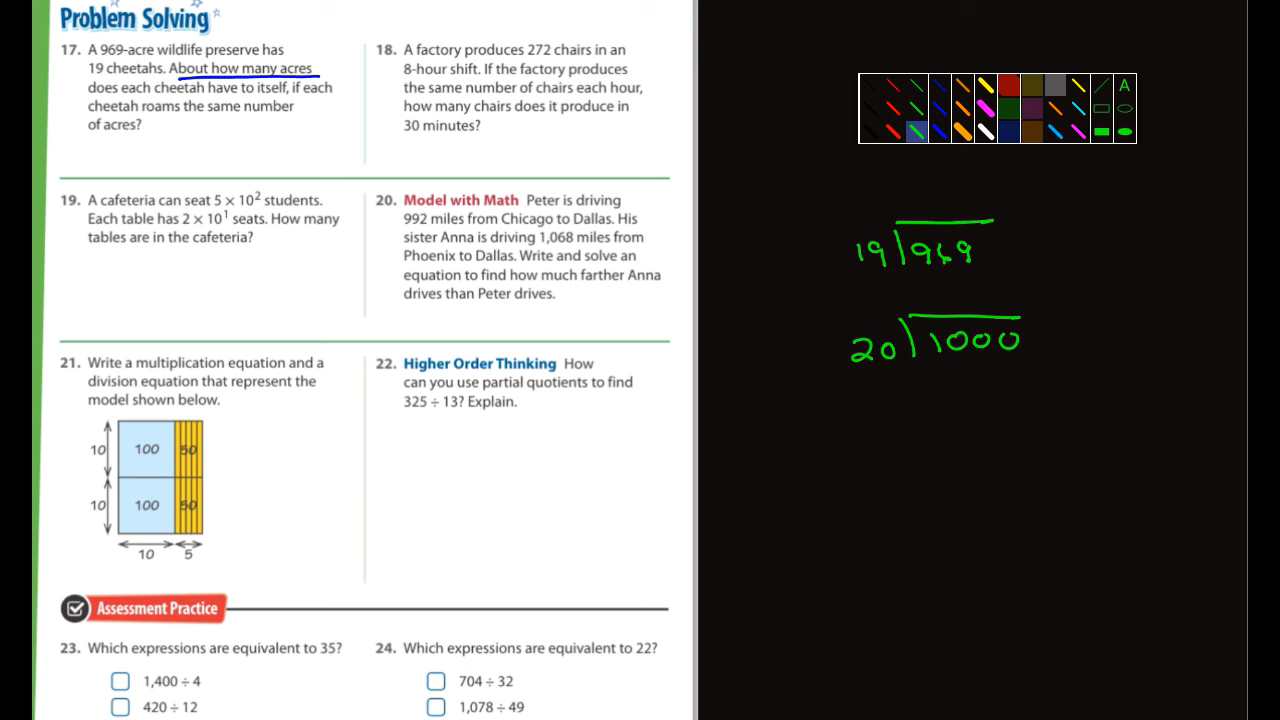 Problem Solving
17. A 969-acre wildlife preserve has
19 cheetahs. About how many acres
does each cheetah have to itself, if each
cheetah roams the same number
of acres?
18. A factory produces 272 chairs in an
8-hour shift. If the factory produces
the same number of chairs each hour,
how many chairs does it produce in
30 minutes?
19. A cafeteria can seat 5 × 10² students.
Each table has 2 × 10¹ seats. How many
tables are in the cafeteria?
20. Model with Math Peter is driving
992 miles from Chicago to Dallas. His
sister Anna is driving 1,068 miles from
Phoenix to Dallas. Write and solve an
equation to find how much farther Anna
drives than Peter drives.
21. Write a multiplication equation and a
division equation that represent the
model shown below.
10 100 50
10 100 50
10 5
22. Higher Order Thinking How
can you use partial quotients to find
325 ÷ 13? Explain.
Assessment Practice
23. Which expressions are equivalent to 35?
1,400 ÷ 4
420 ÷ 12
24. Which expressions are equivalent to 22?
704 ÷ 32
1,078 ÷ 49
A
19 969
20 1000